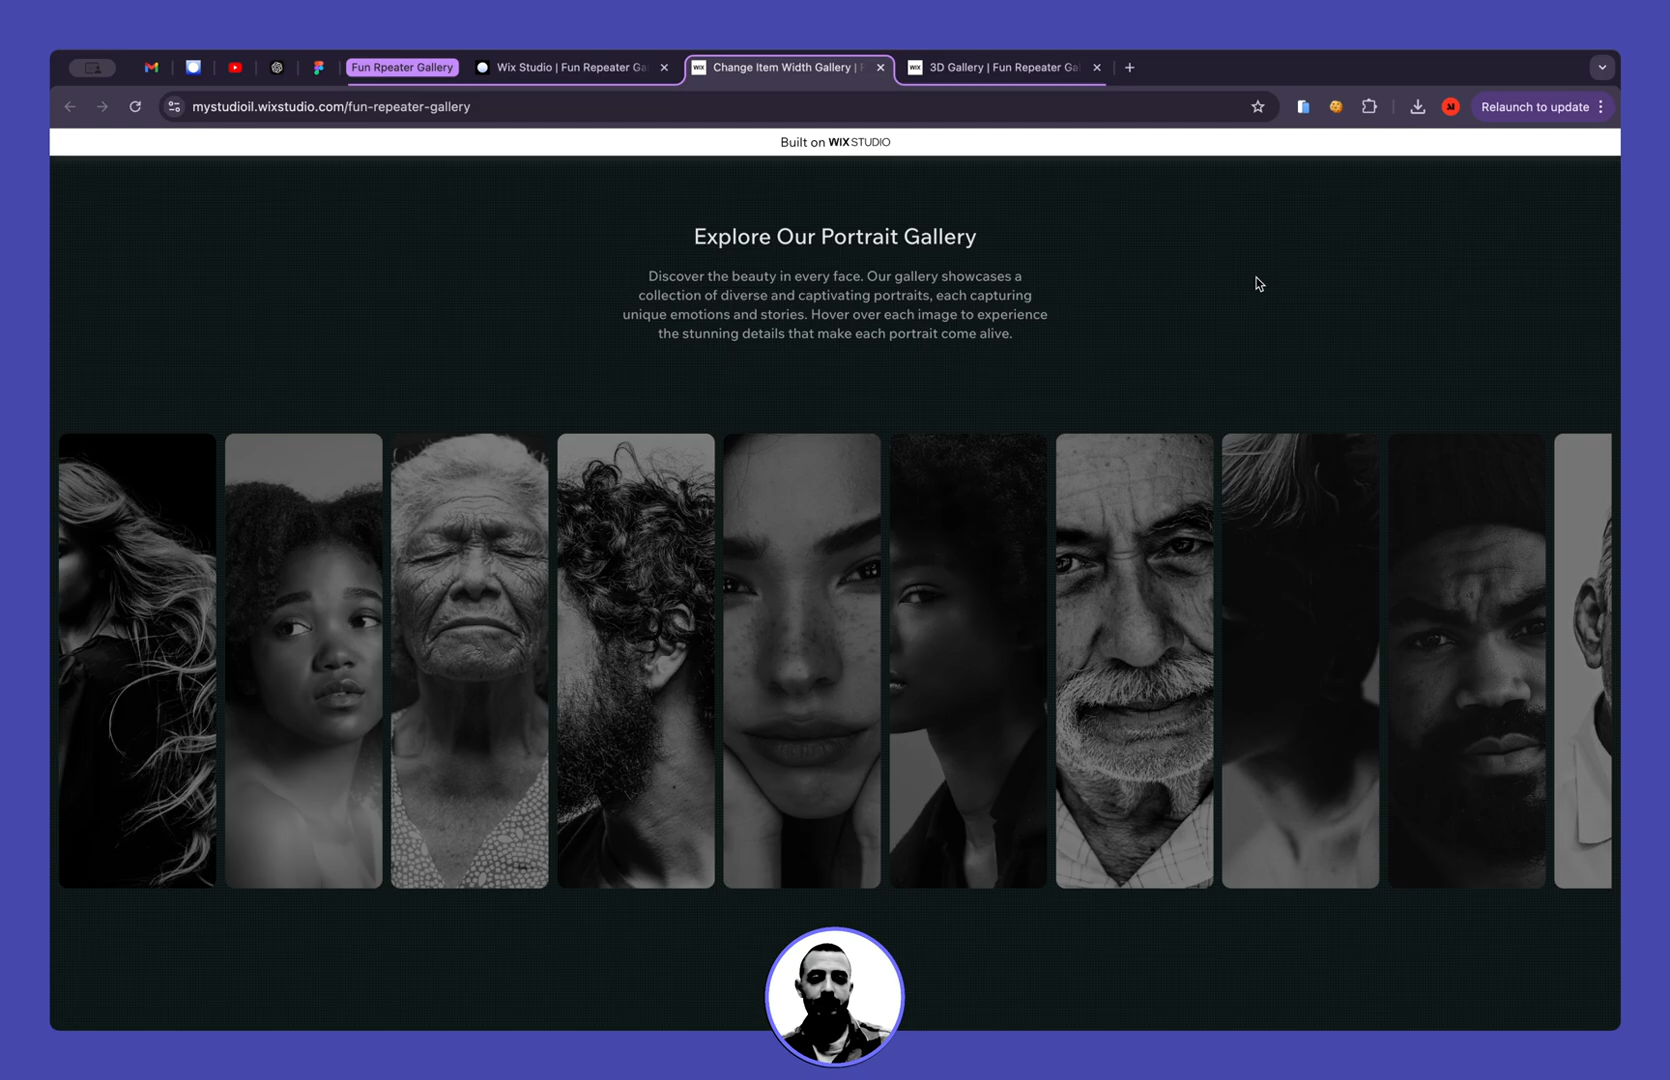 Fun Rpeater Gallery
Wix Studio | Fun Repeater Ga
WIX
Change Item Width Gallery |
WIX
3D Gallery | Fun Repeater Ga
mystudioil.wixstudio.com/fun-repeater-gallery
Relaunch to update
Built on WIX STUDIO
Explore Our Portrait Gallery
Discover the beauty in every face. Our gallery showcases a
collection of diverse and captivating portraits, each capturing
unique emotions and stories. Hover over each image to experience
the stunning details that make each portrait come alive.